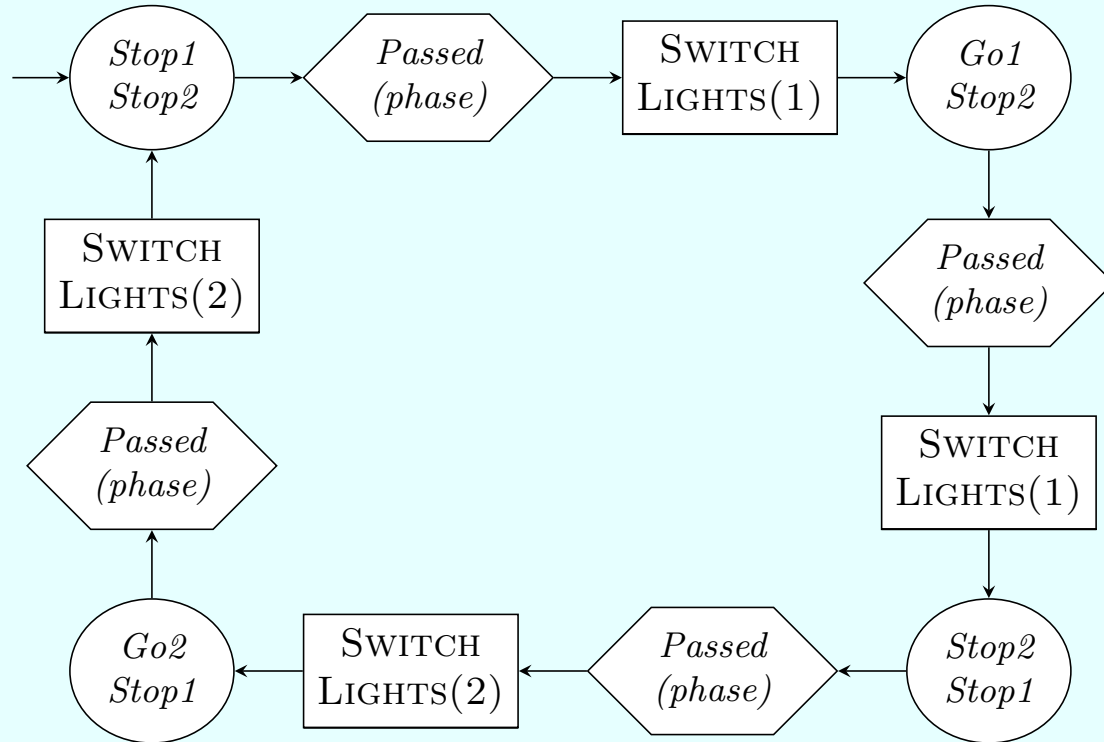 Stop1
Stop2
Passed
(phase)
SWITCH
LIGHTS(1)
Go1
Stop2
Passed
(phase)
SWITCH
LIGHTS(1)
Stop2
Stop1
Passed
(phase)
SWITCH
LIGHTS(2)
Go2
Stop1
Passed
(phase)
SWITCH
LIGHTS(2)